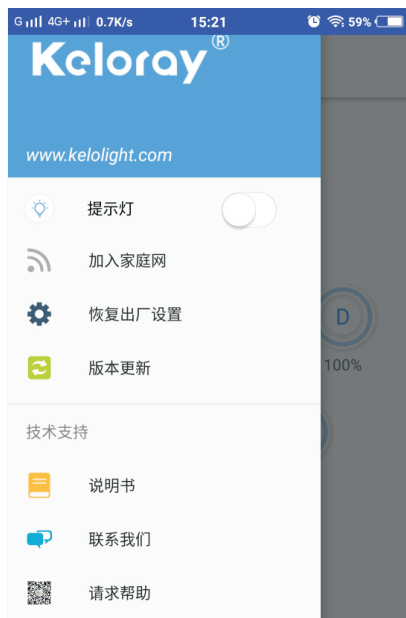 G 4G+ 0.7K/s 15:21 59%
Keloray®
www.kelolight.com
提示灯
加入家庭网
恢复出厂设置
D
版本更新
100%
技术支持
说明书
联系我们
请求帮助